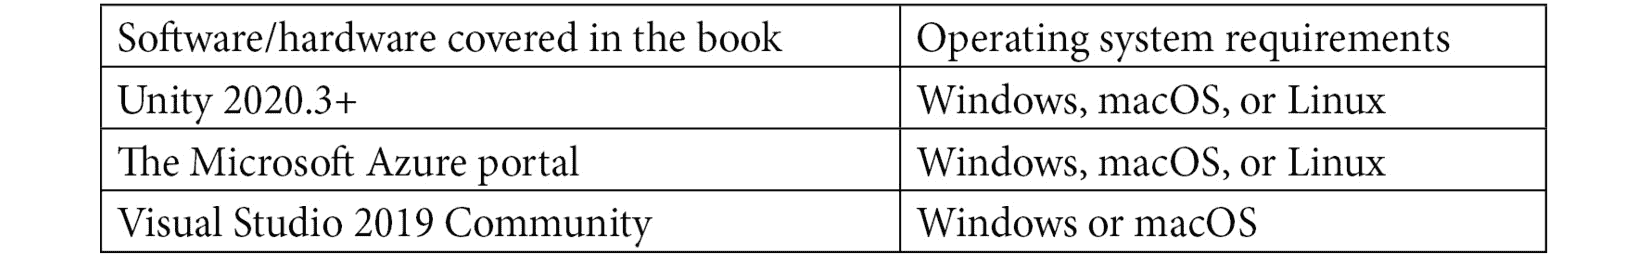 Software/hardware covered in the book Operating system requirements
Unity 2020.3+ Windows, macOS, or Linux
The Microsoft Azure portal Windows, macOS, or Linux
Visual Studio 2019 Community Windows or macOS